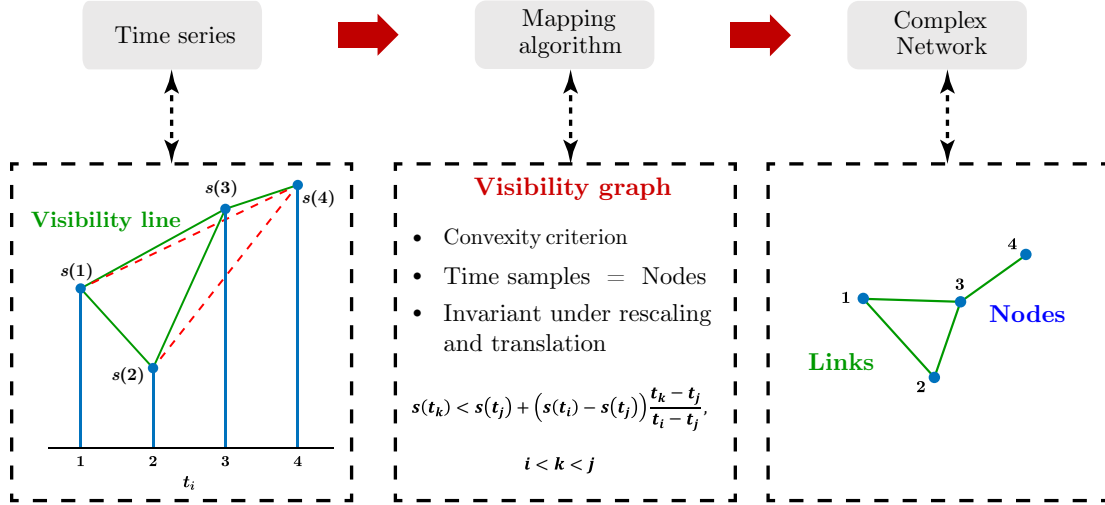 Time series
Mapping
algorithm
Complex
Network
s(3)
s(4)
Visibility line
s(1)
s(2)
1 2 3 4
t_i
Visibility graph
• Convexity criterion
• Time samples = Nodes
• Invariant under rescaling
and translation
s(t_k) < s(t_j) + (s(t_i) − s(t_j)) (t_k − t_j)/(t_i − t_j),
i < k < j
4
3
1
Nodes
Links
2